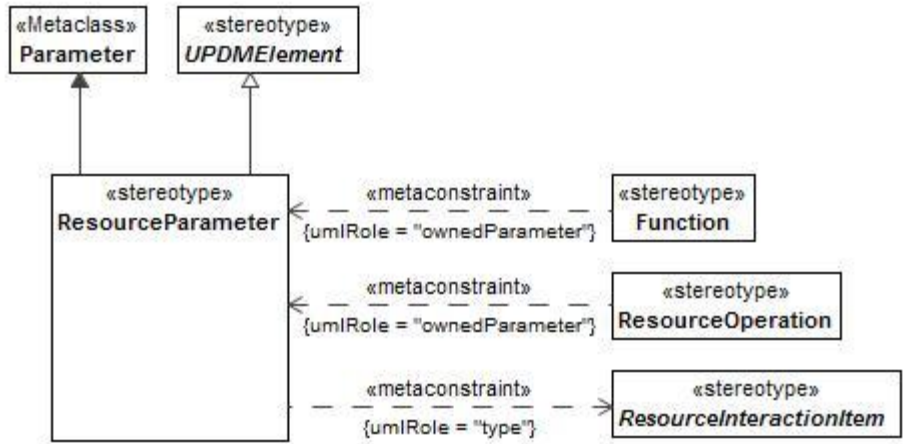 «Metaclass»
Parameter
«stereotype»
UPDMElement
«stereotype»
ResourceParameter
«metaconstraint»
{umlRole = "ownedParameter"}
«stereotype»
Function
«metaconstraint»
{umlRole = "ownedParameter"}
«stereotype»
ResourceOperation
«metaconstraint»
{umlRole = "type"}
«stereotype»
ResourceInteractionItem